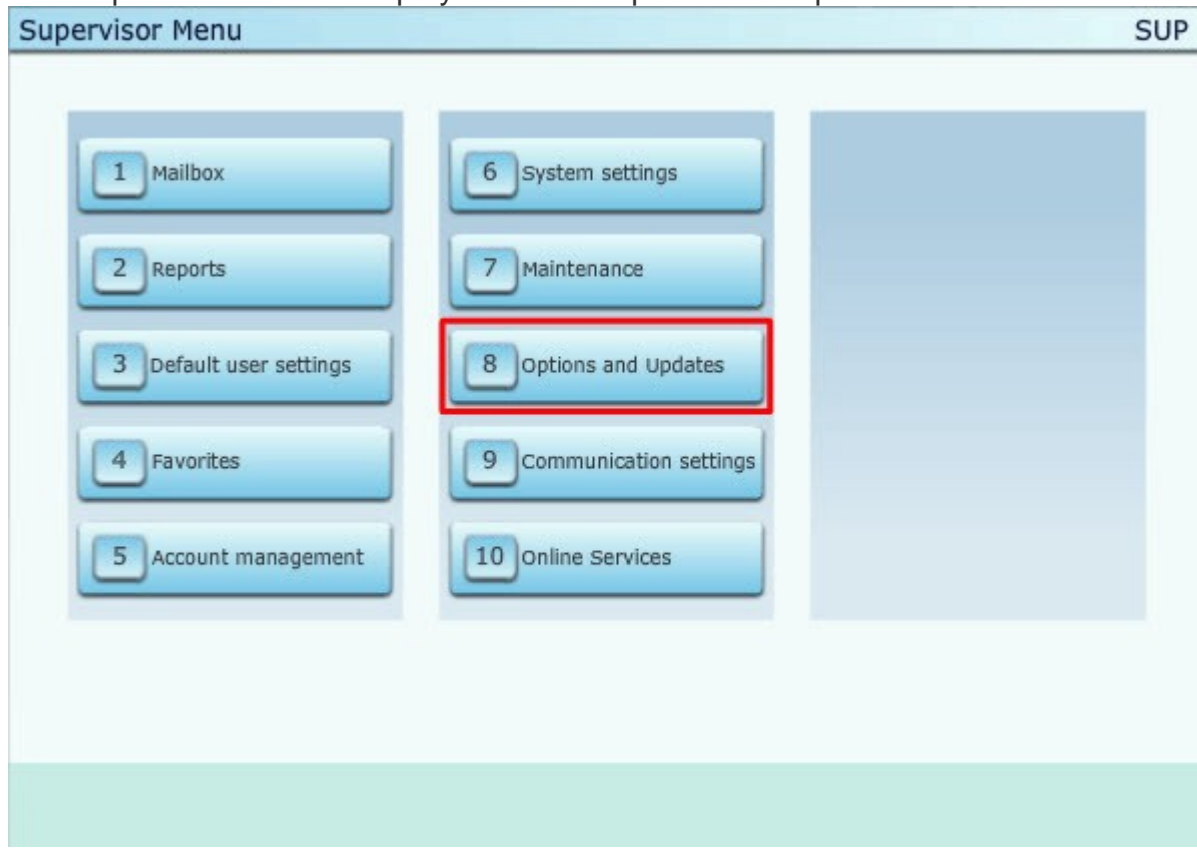 Supervisor Menu
SUP
1 Mailbox
2 Reports
3 Default user settings
4 Favorites
5 Account management
6 System settings
7 Maintenance
8 Options and Updates
9 Communication settings
10 Online Services